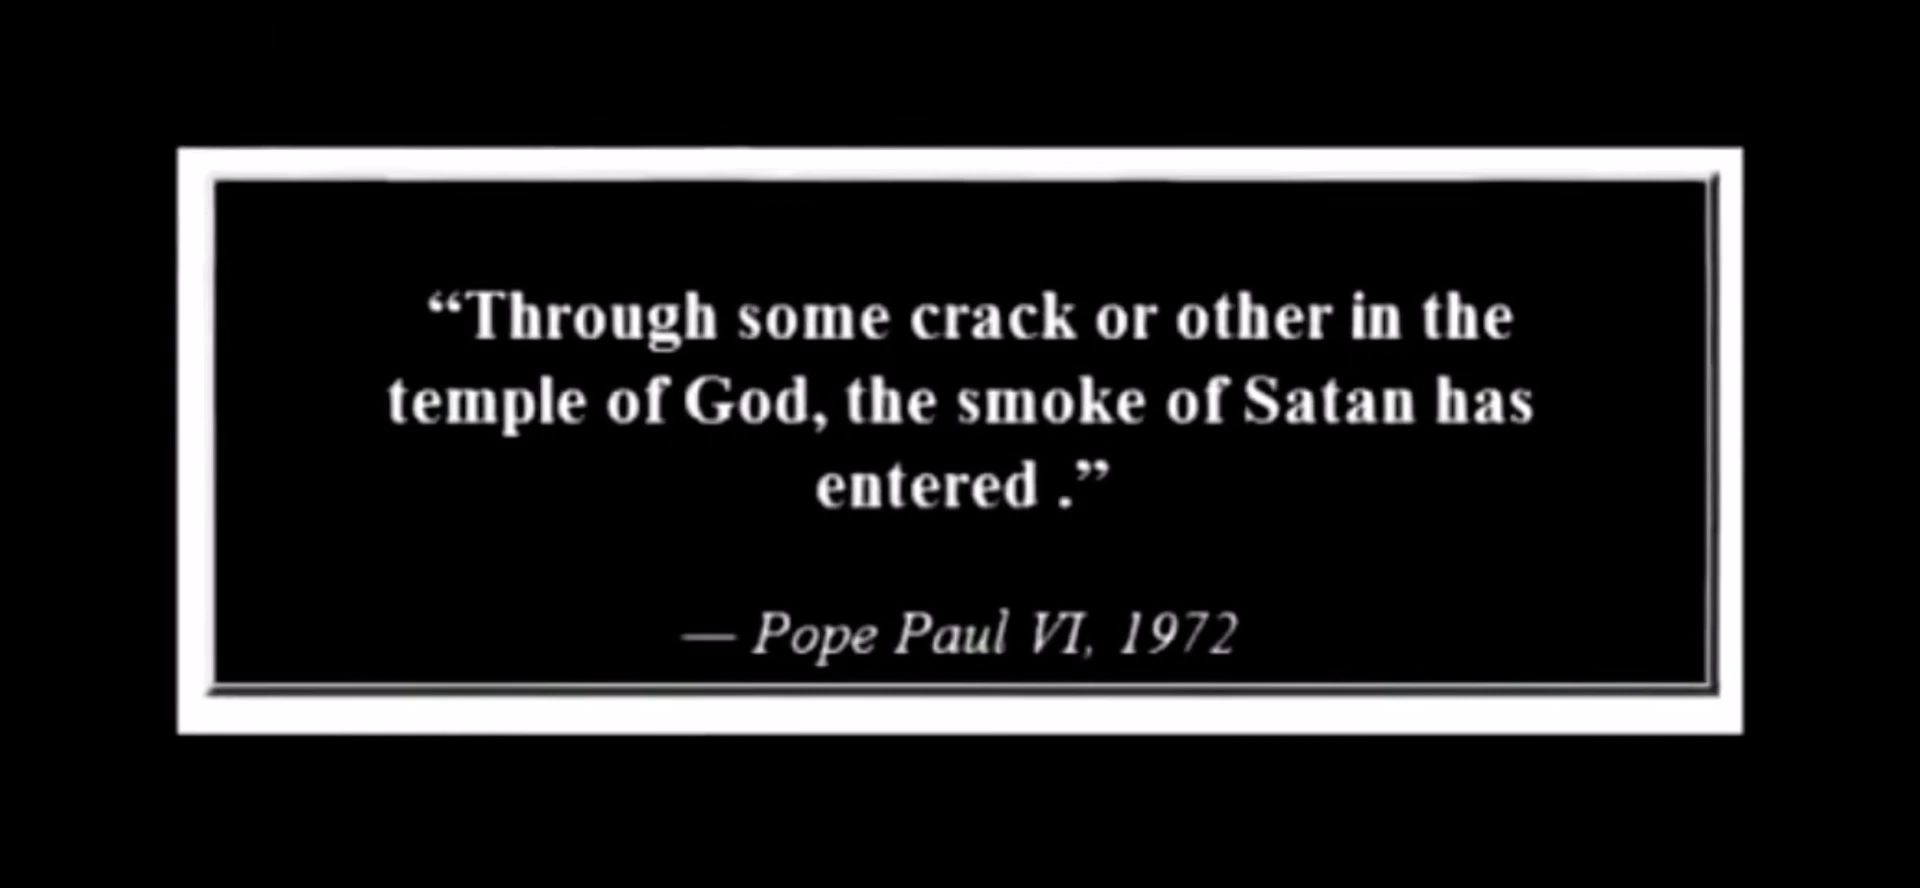 “Through some crack or other in the
temple of God, the smoke of Satan has
entered .”
— Pope Paul VI, 1972